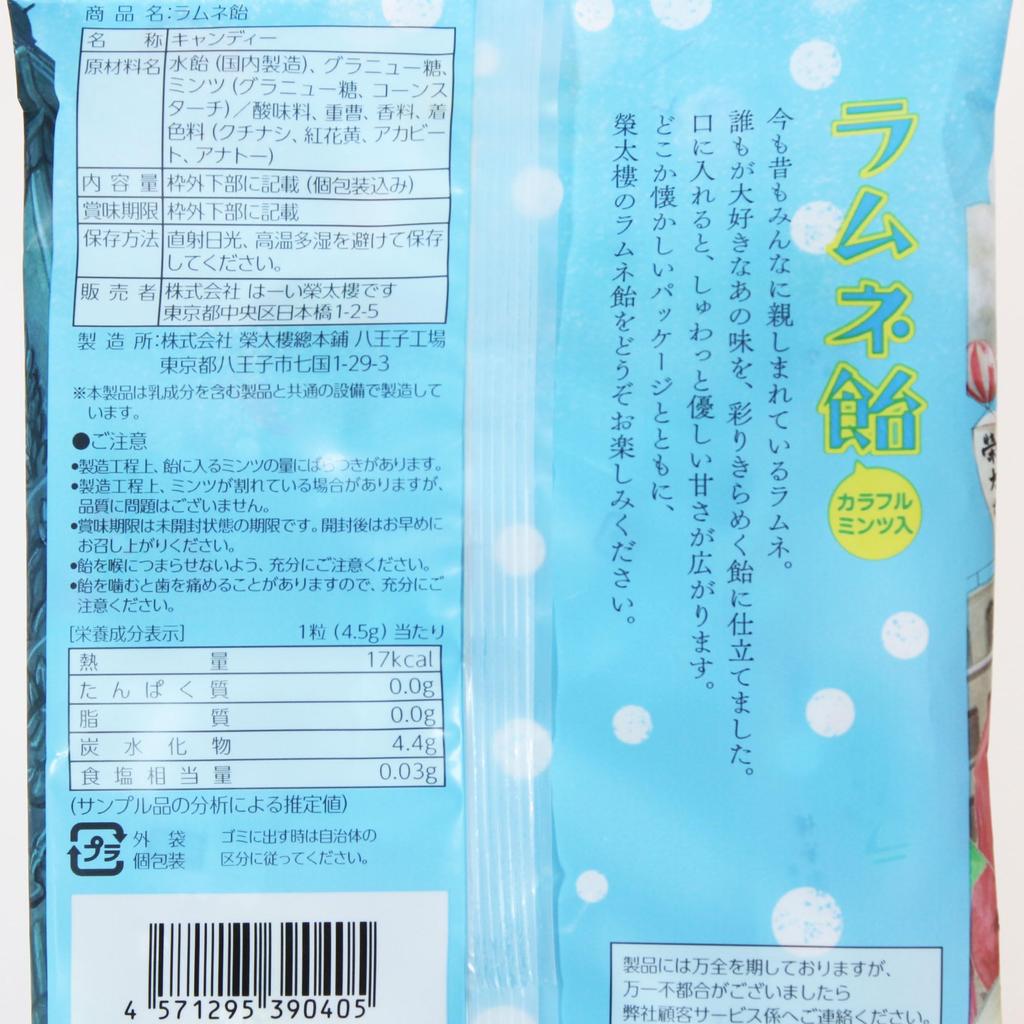 商品名:ラムネ飴
名称 キャンディー
原材料名 水飴(国内製造)、グラニュー糖、
ミンツ(グラニュー糖、コーンス
ターチ)/酸味料、重曹、香料、着
色料(クチナシ、紅花黄、アカビー
ト、アナトー)
内容量 枠外下部に記載(個包装込み)
賞味期限 枠外下部に記載
保存方法 直射日光、高温多湿を避けて保存
してください。
販売者 株式会社 はーい榮太樓です
東京都中央区日本橋1-2-5
製造所:株式会社 榮太樓總本鋪 八王子工場
東京都八王子市七国1-29-3
※本製品は乳成分を含む製品と共通の設備で製造して
います。
●ご注意
•製造工程上、飴に入るミンツの量にばらつきがあります。
•製造工程上、ミンツが割れている場合がありますが、
品質に問題はございません。
•賞味期限は未開封状態の期限です。開封後はお早めに
お召し上がりください。
•飴を喉につまらせないよう、充分にご注意ください。
•飴を噛むと歯を痛めることがありますので、充分にご
注意ください。
[栄養成分表示] 1粒(4.5g)当たり
熱量 17kcal
たんぱく質 0.0g
脂質 0.0g
炭水化物 4.4g
食塩相当量 0.03g
(サンプル品の分析による推定値)
プラ
外袋
個包装
ゴミに出す時は自治体の
区分に従ってください。
4 571295 390405
ラムネ飴
カラフル
ミンツ入
今も昔もみんなに親しまれているラムネ。
誰もが大好きなあの味を、彩りきらめく飴に仕立てました。
口に入れると、しゅわっと優しい甘さが広がります。
どこか懐かしいパッケージとともに、
榮太樓のラムネ飴をどうぞお楽しみください。
製品には万全を期しておりますが、
万一不都合がございましたら
弊社顧客サービス係へご連絡ください。